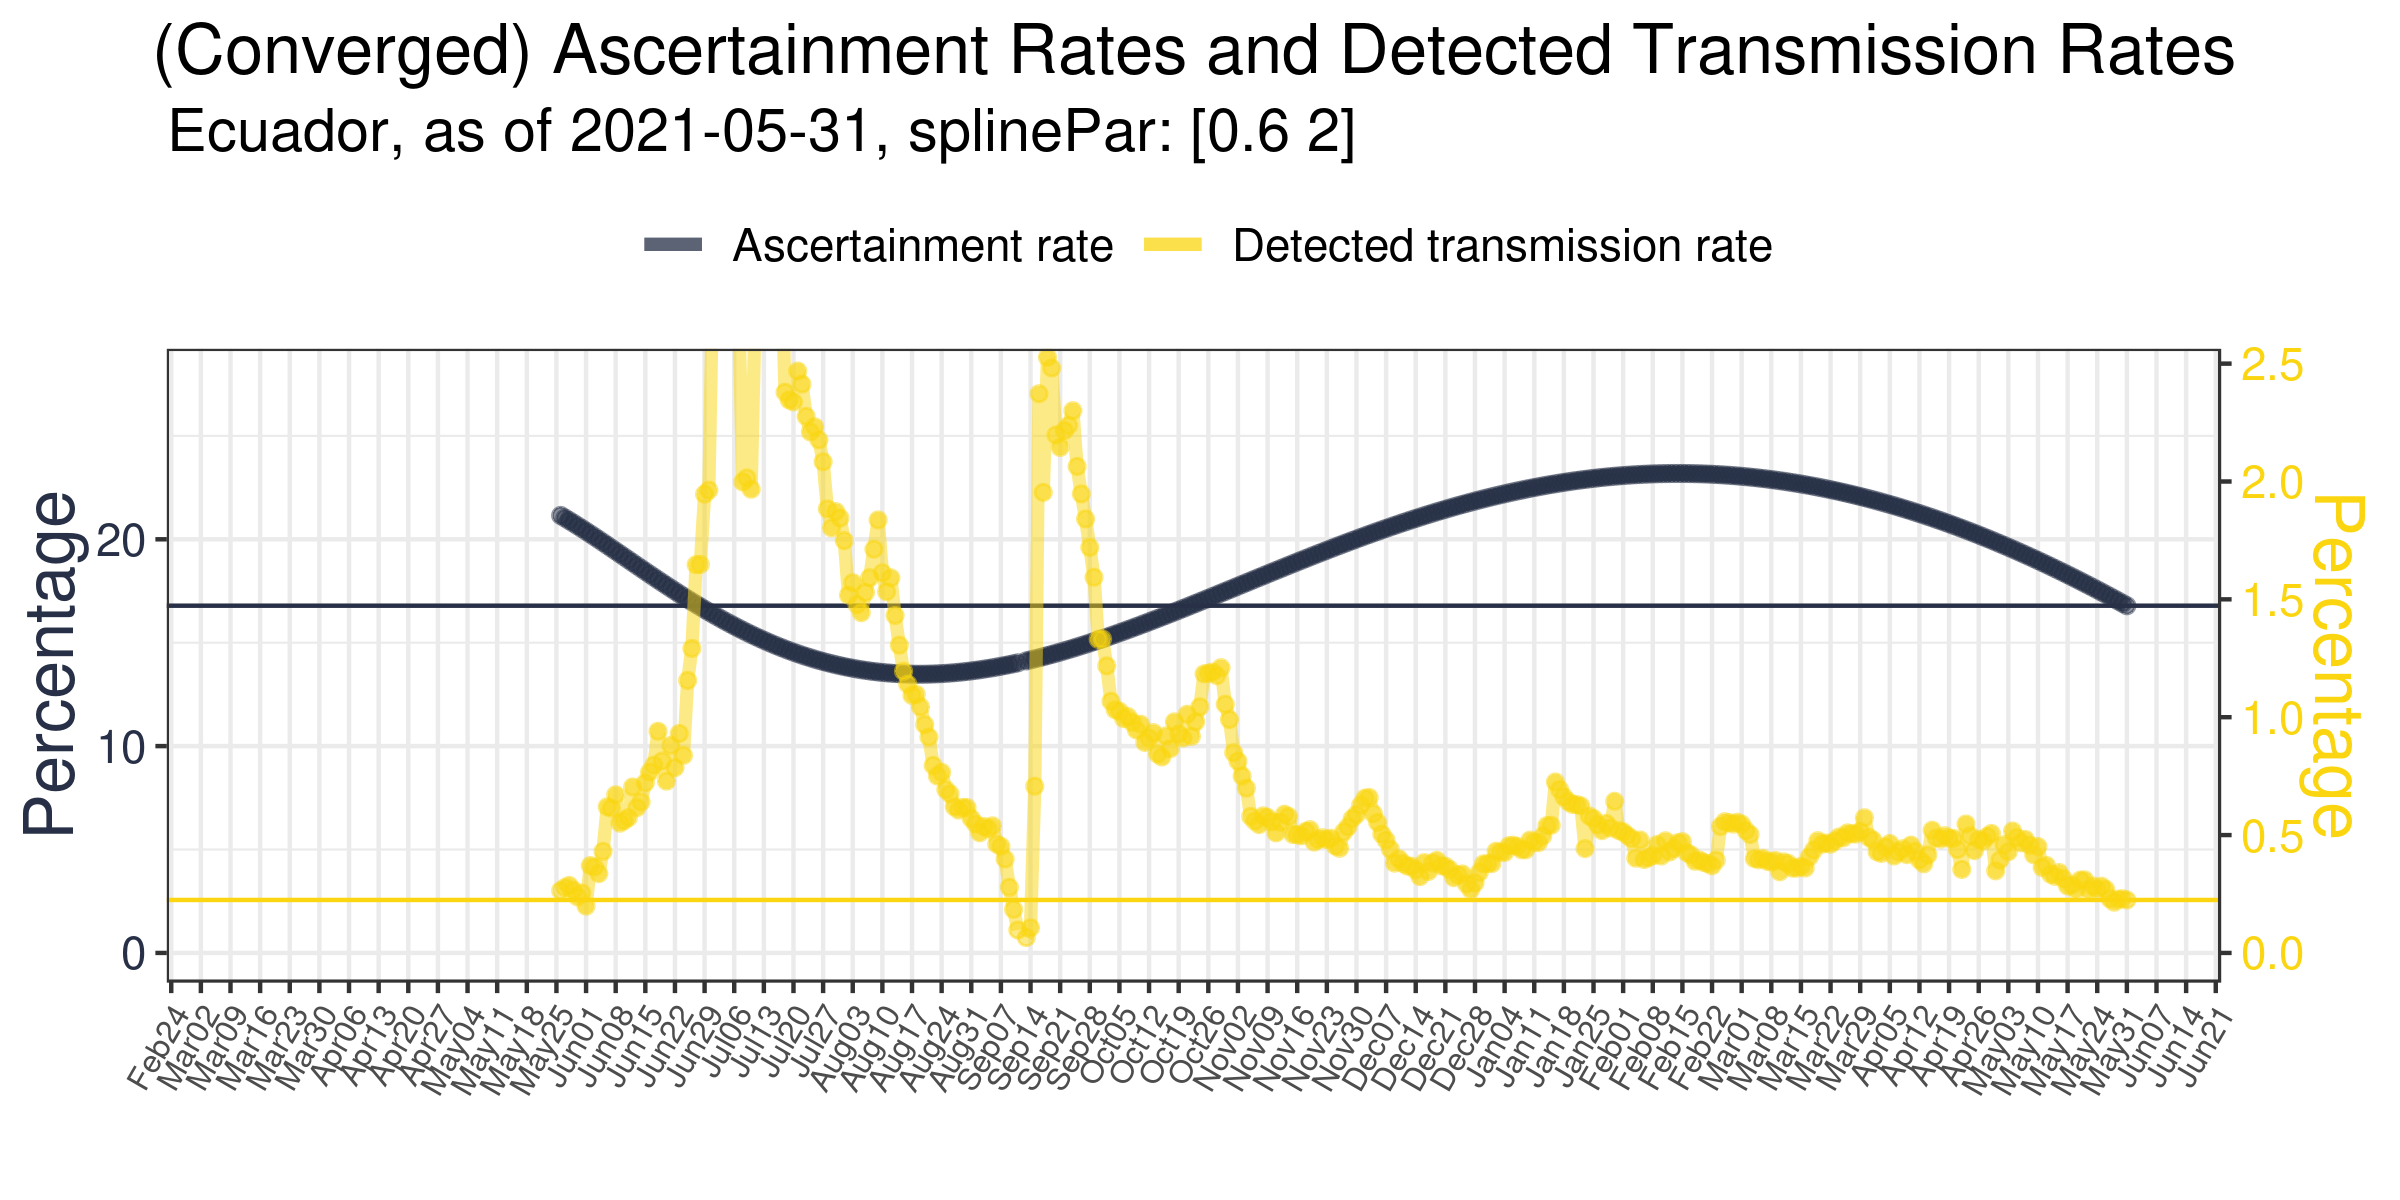 (Converged) Ascertainment Rates and Detected Transmission Rates
Ecuador, as of 2021-05-31, splinePar: [0.6 2]
Ascertainment rate
Detected transmission rate
Percentage
20
10
0
2.5
2.0
1.5
1.0
0.5
0.0
Percentage
Feb24
Mar02
Mar09
Mar16
Mar23
Mar30
Apr06
Apr13
Apr20
Apr27
May04
May11
May18
May25
Jun01
Jun08
Jun15
Jun22
Jun29
Jul06
Jul13
Jul20
Jul27
Aug03
Aug10
Aug17
Aug24
Aug31
Sep07
Sep14
Sep21
Sep28
Oct05
Oct12
Oct19
Oct26
Nov02
Nov09
Nov16
Nov23
Nov30
Dec07
Dec14
Dec21
Dec28
Jan04
Jan11
Jan18
Jan25
Feb01
Feb08
Feb15
Feb22
Mar01
Mar08
Mar15
Mar22
Mar29
Apr05
Apr12
Apr19
Apr26
May03
May10
May17
May24
May31
Jun07
Jun14
Jun21